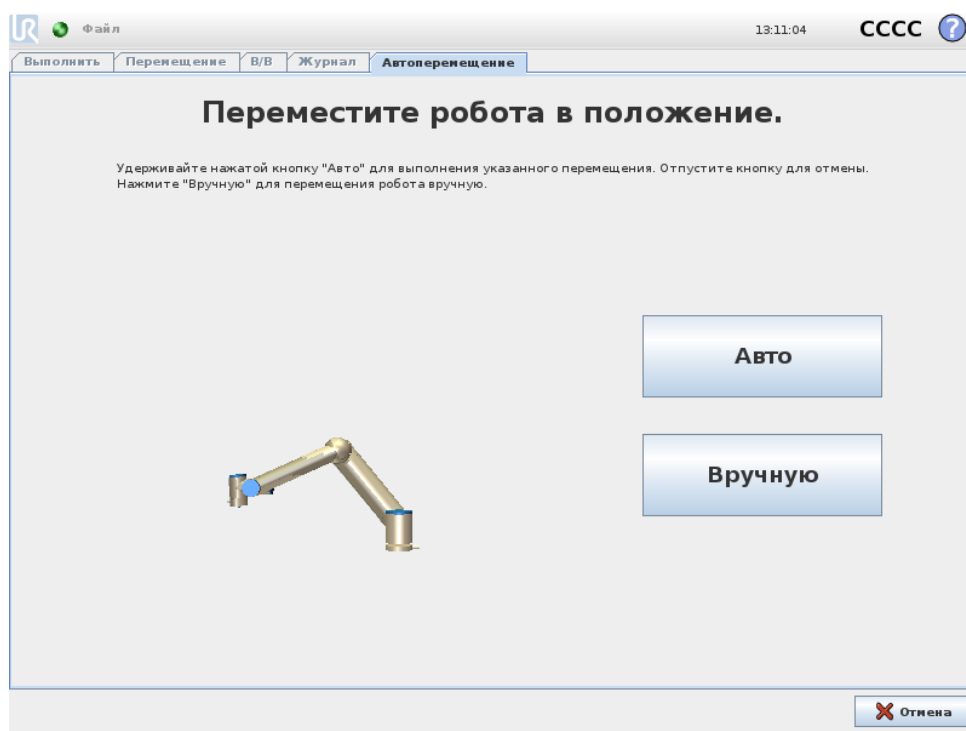 UR Файл 13:11:04 CCCC ?
Выполнить Перемещение В/В Журнал Автоперемещение
Переместите робота в положение.
Удерживайте нажатой кнопку "Авто" для выполнения указанного перемещения. Отпустите кнопку для отмены.
Нажмите "Вручную" для перемещения робота вручную.
Авто
Вручную
Отмена